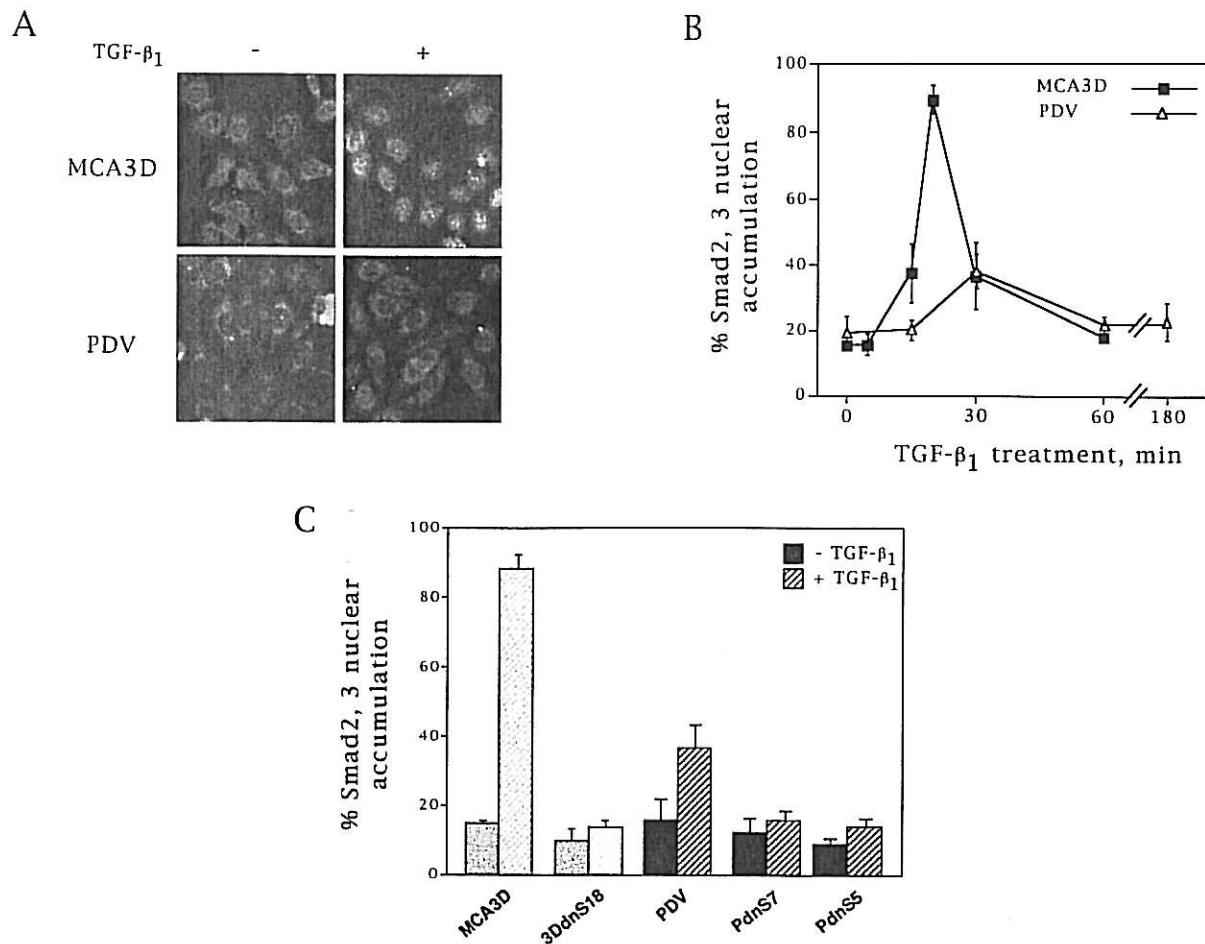 A
TGF-β1 - +
MCA3D
PDV
B
% Smad2, 3 nuclear
accumulation
100
80
60
40
20
0
MCA3D
PDV
0 30 60 180
TGF-β1 treatment, min
C
% Smad2, 3 nuclear
accumulation
100
80
60
40
20
0
- TGF-β1
+ TGF-β1
MCA3D 3DdnS18 PDV PdnS7 PdnS5